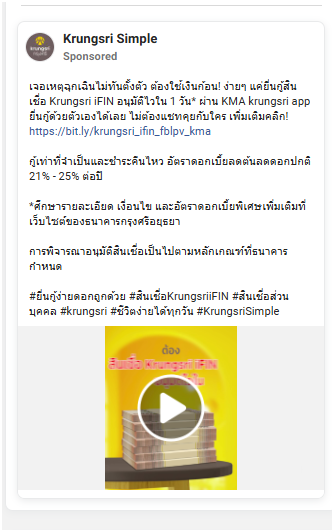 krungsri
Krungsri Simple
Sponsored
เจอเหตุฉุกเฉินไม่ทันตั้งตัว ต้องใช้เงินก้อน! ง่ายๆ แค่ยื่นกู้สิน
เชื่อ Krungsri iFIN อนุมัติไวใน 1 วัน* ผ่าน KMA krungsri app
ยื่นกู้ด้วยตัวเองได้เลย ไม่ต้องแชทคุยกับใคร เพิ่มเติมคลิก!
https://bit.ly/krungsri_ifin_fblpv_kma
กู้เท่าที่จำเป็นและชำระคืนไหว อัตราดอกเบี้ยลดต้นลดดอกปกติ
21% - 25% ต่อปี
*ศึกษารายละเอียด เงื่อนไข และอัตราดอกเบี้ยพิเศษเพิ่มเติมที่
เว็บไซต์ของธนาคารกรุงศรีอยุธยา
การพิจารณาอนุมัติสินเชื่อเป็นไปตามหลักเกณฑ์ที่ธนาคาร
กำหนด
#ยื่นกู้ง่ายดอกถูกด้วย #สินเชื่อKrungsriiFIN #สินเชื่อส่วน
บุคคล #krungsri #ชีวิตง่ายได้ทุกวัน #KrungsriSimple
ต้อง
สินเชื่อ Krungsri iFIN